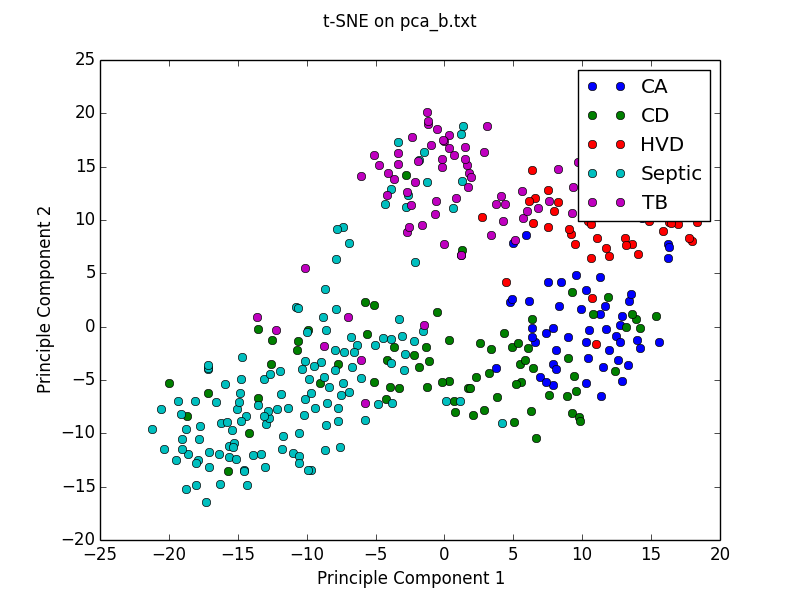 t-SNE on pca_b.txt
25
20
15
10
5
0
−5
−10
−15
−20
Principle Component 2
CA
CD
HVD
Septic
TB
−25
−20
−15
−10
−5
0
5
10
15
20
Principle Component 1